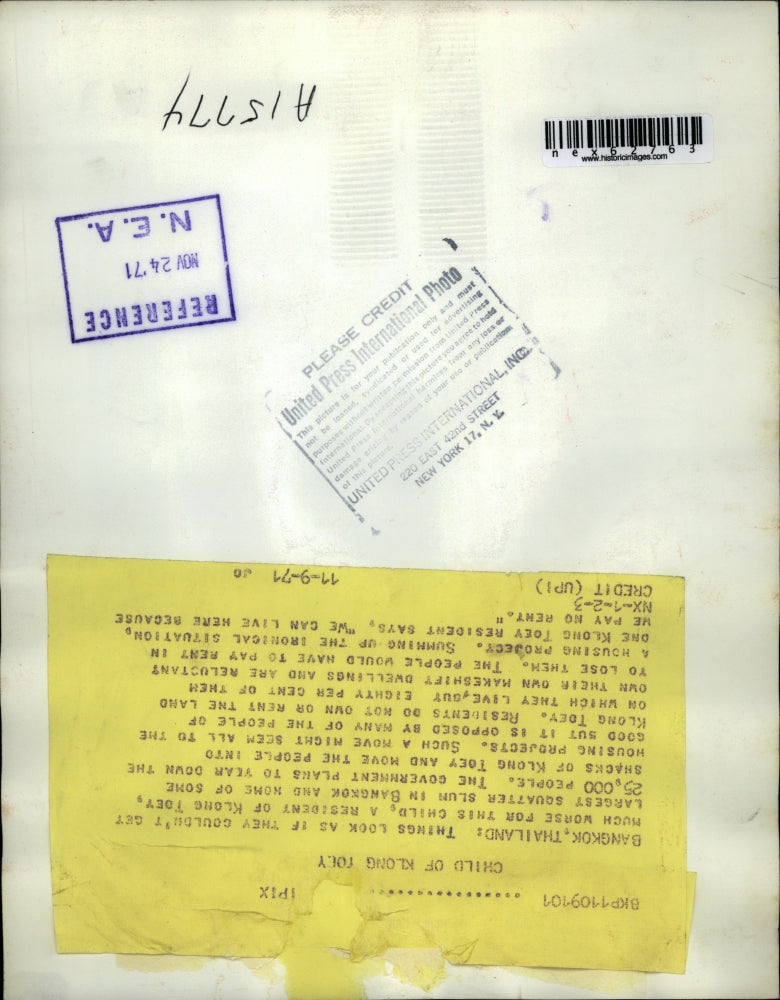 A15774
nex62763
www.historicimages.com
REFERENCE
NOV 24 '71
N.E.A.
PLEASE CREDIT
United Press International Photo
This picture is for your publication only and must
not be loaned, syndicated or used for advertising
purposes without written permission from United Press
International. By accepting this picture you agree to hold
United Press International harmless from any loss or
damage arising by reason of your use or publication
of this picture.
UNITED PRESS INTERNATIONAL, INC.
220 EAST 42nd STREET
NEW YORK 17, N. Y.
BKP1109101 IPIX
CHILD OF KLONG TOEY
BANGKOK, THAILAND: THINGS LOOK AS IF THEY COULDN'T GET
MUCH WORSE FOR THIS CHILD, A RESIDENT OF KLONG TOEY,
LARGEST SQUATTER SLUM IN BANGKOK AND HOME OF SOME
25,000 PEOPLE. THE GOVERNMENT PLANS TO TEAR DOWN THE
SHACKS OF KLONG TOEY AND MOVE THE PEOPLE INTO
HOUSING PROJECTS. SUCH A MOVE MIGHT SEEM ALL TO THE
GOOD BUT IT IS OPPOSED BY MANY OF THE PEOPLE OF
KLONG TOEY. RESIDENTS DO NOT OWN OR RENT THE LAND
ON WHICH THEY LIVE, BUT EIGHTY PER CENT OF THEM
OWN THEIR OWN MAKESHIFT DWELLINGS AND ARE RELUCTANT
TO LOSE THEM. THE PEOPLE WOULD HAVE TO PAY RENT IN
A HOUSING PROJECT. SUMMING UP THE IRONICAL SITUATION,
ONE KLONG TOEY RESIDENT SAYS, "WE CAN LIVE HERE BECAUSE
WE PAY NO RENT."
NX-1-2-3
CREDIT (UPI) 11-9-71 JG